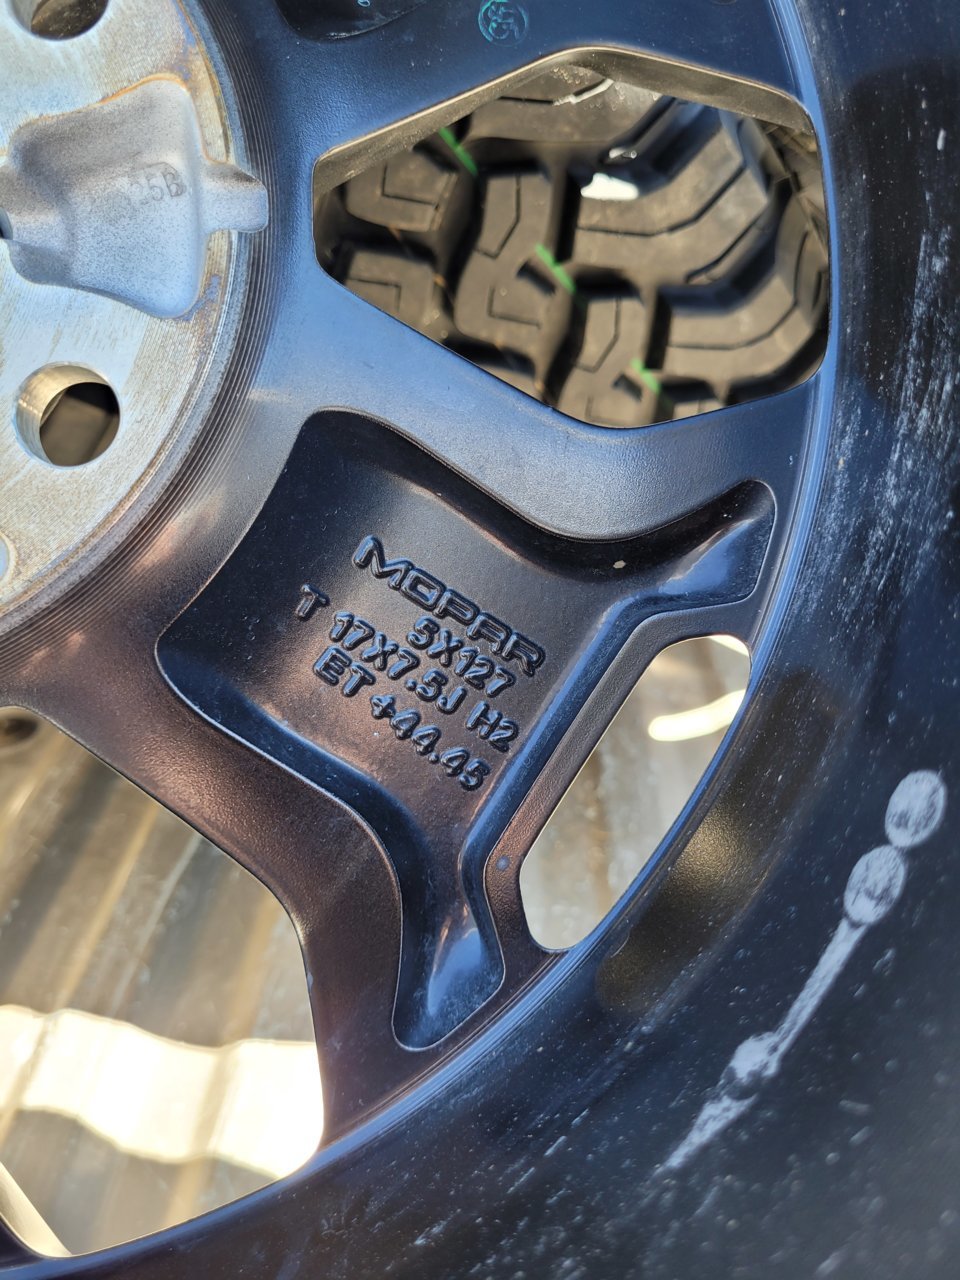 MOPAR
5X127
T 17X7.5J H2
ET +44.45